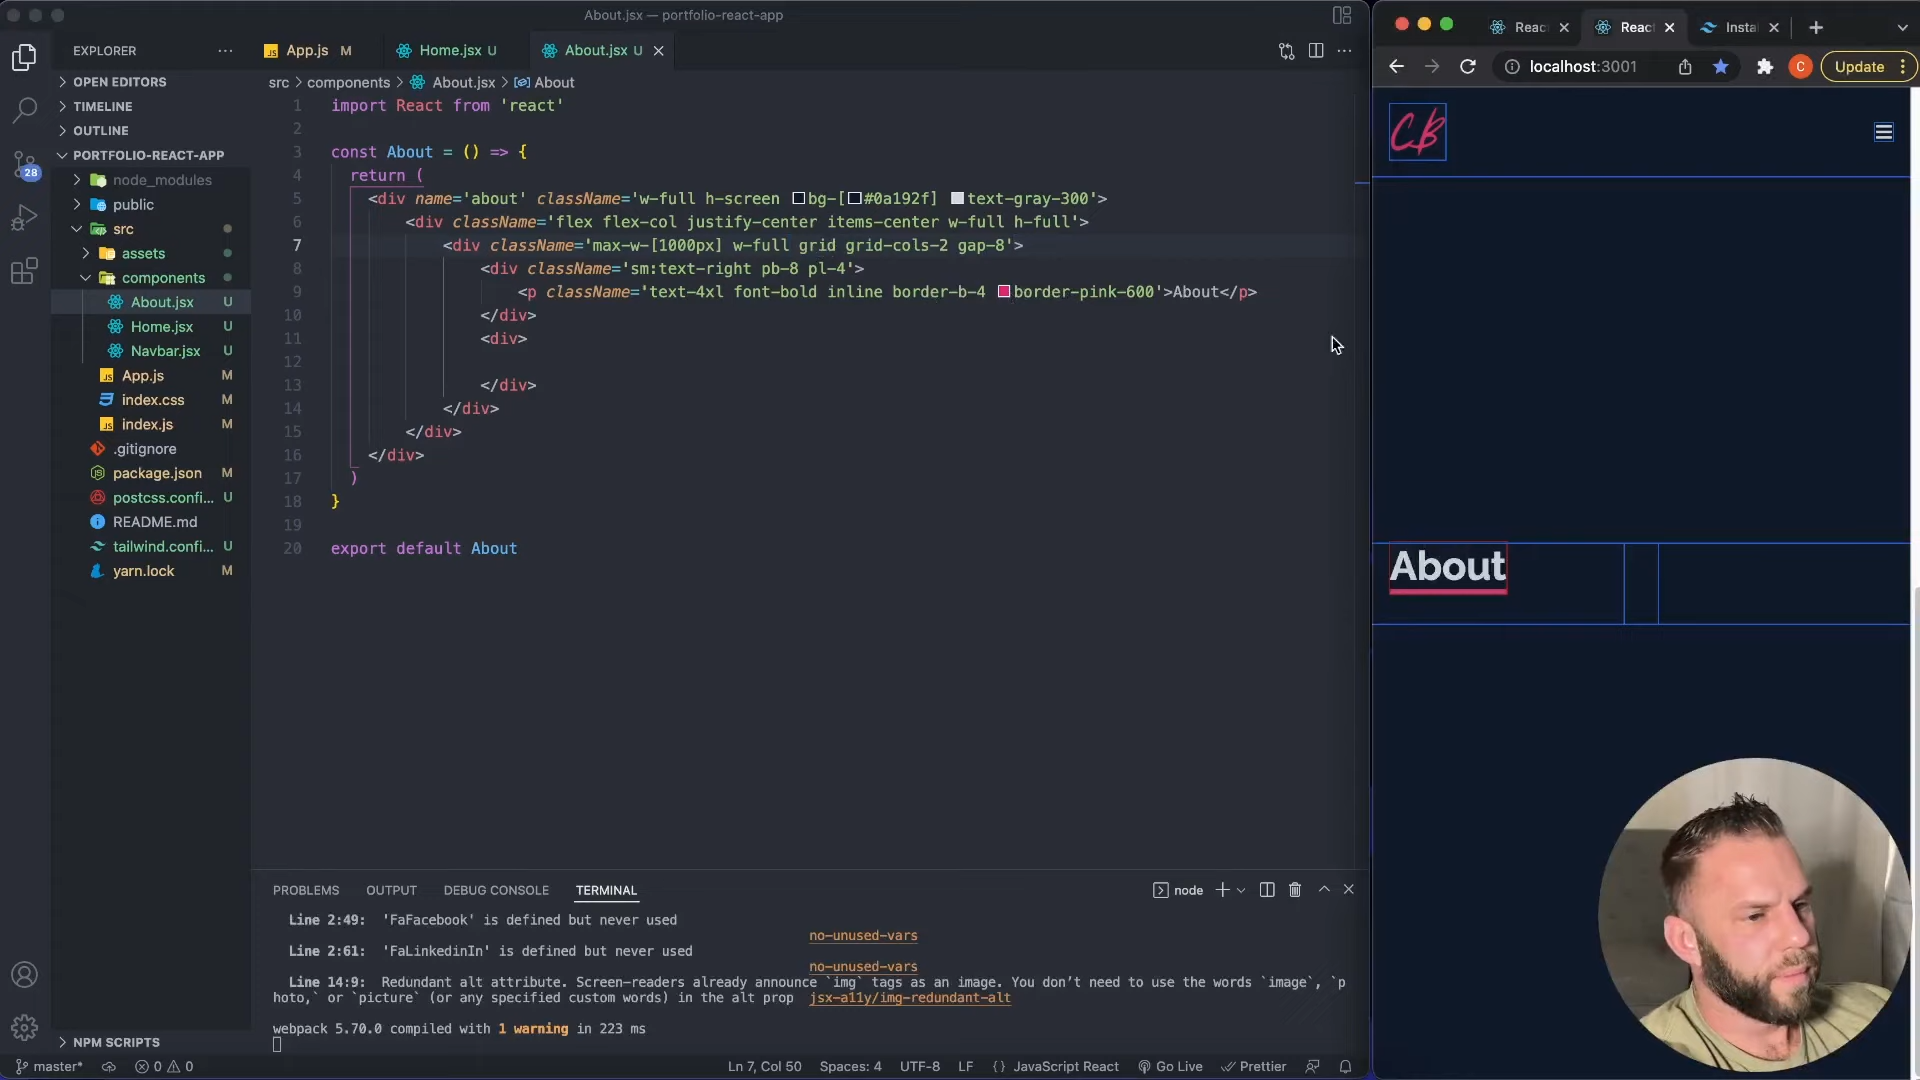 About.jsx — portfolio-react-app
EXPLORER
OPEN EDITORS
TIMELINE
OUTLINE
PORTFOLIO-REACT-APP
node_modules
public
src
assets
components
About.jsx U
Home.jsx U
Navbar.jsx U
App.js M
index.css M
index.js M
.gitignore
package.json M
postcss.confi... U
README.md
tailwind.confi... U
yarn.lock M
NPM SCRIPTS
28
App.js M
Home.jsx U
About.jsx U
src > components > About.jsx > About
1 import React from 'react'
2
3 const About = () => {
4 return (
5 <div name='about' className='w-full h-screen bg-[#0a192f] text-gray-300'>
6 <div className='flex flex-col justify-center items-center w-full h-full'>
7 <div className='max-w-[1000px] w-full grid grid-cols-2 gap-8'>
8 <div className='sm:text-right pb-8 pl-4'>
9 <p className='text-4xl font-bold inline border-b-4 border-pink-600'>About</p>
10 </div>
11 <div>
12
13 </div>
14 </div>
15 </div>
16 </div>
17 )
18 }
19
20 export default About
PROBLEMS OUTPUT DEBUG CONSOLE TERMINAL
node
Line 2:49: 'FaFacebook' is defined but never used
no-unused-vars
Line 2:61: 'FaLinkedinIn' is defined but never used
no-unused-vars
Line 14:9: Redundant alt attribute. Screen-readers already announce `img` tags as an image. You don’t need to use the words `image`, `p
hoto,` or `picture` (or any specified custom words) in the alt prop jsx-a11y/img-redundant-alt
webpack 5.70.0 compiled with 1 warning in 223 ms
master* 0 0 Ln 7, Col 50 Spaces: 4 UTF-8 LF {} JavaScript React Go Live Prettier
Reac
Reac
Insta
localhost:3001
C
Update
CB
About